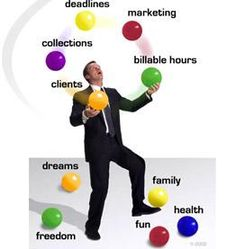 deadlines
marketing
collections
billable hours
clients
dreams
family
health
fun
freedom